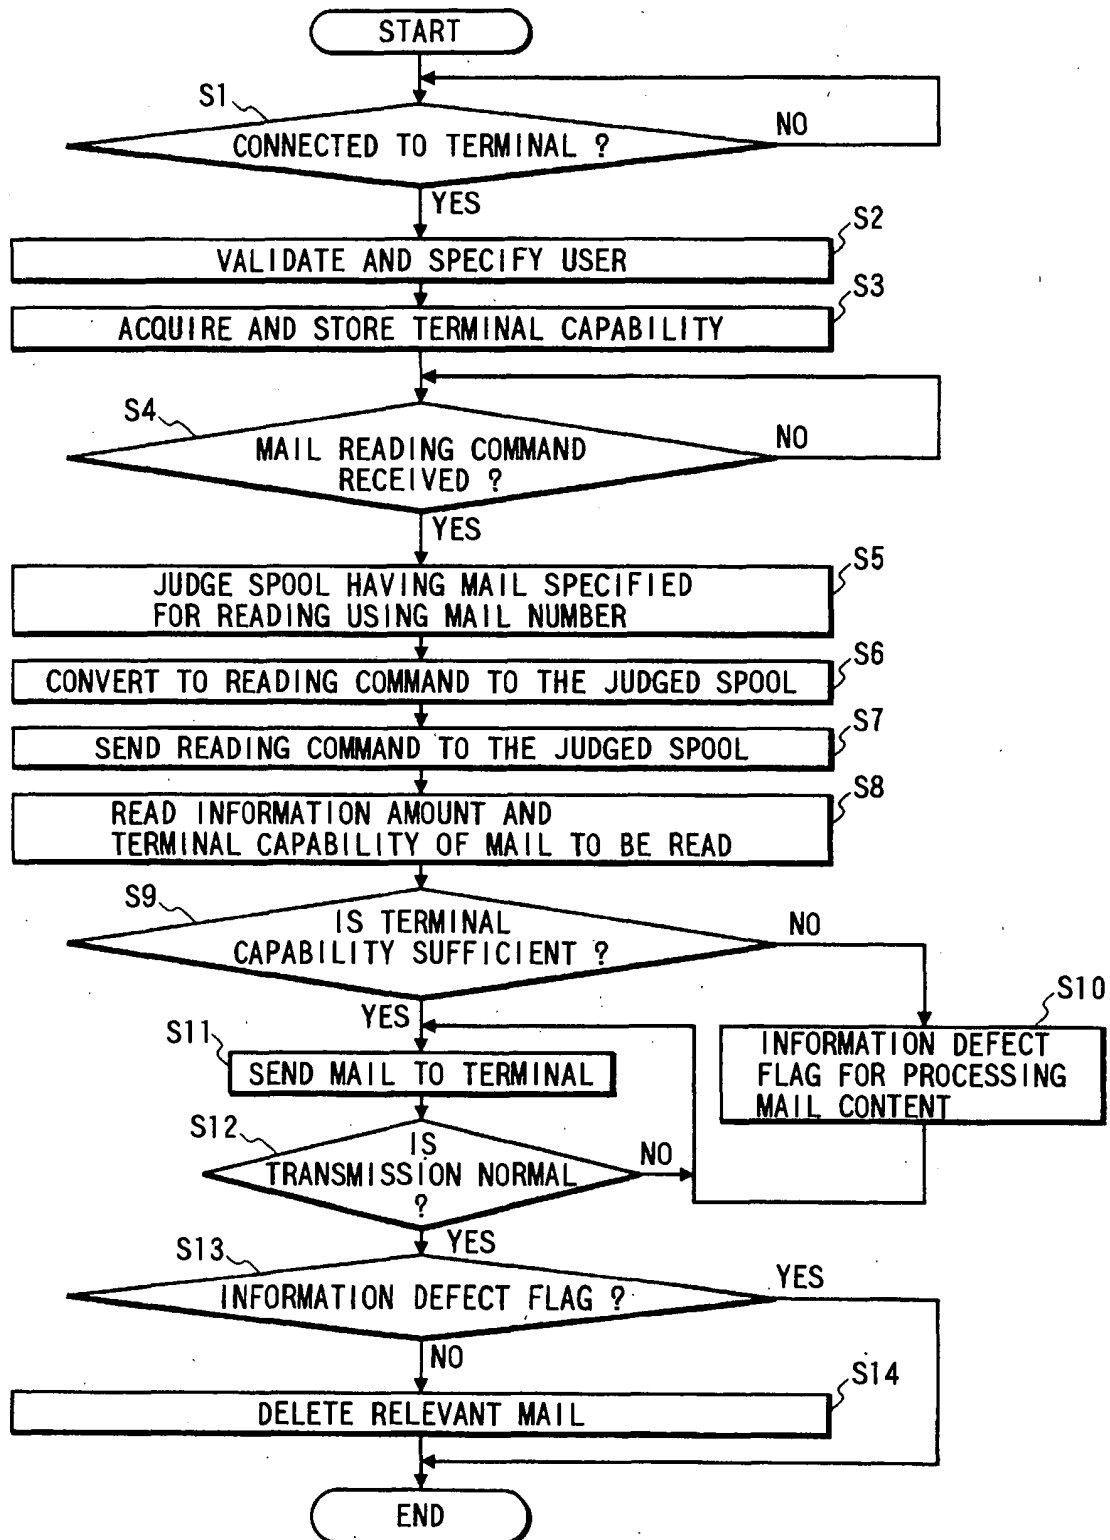 START
S1
CONNECTED TO TERMINAL ?
NO
YES
S2
VALIDATE AND SPECIFY USER
S3
ACQUIRE AND STORE TERMINAL CAPABILITY
S4
MAIL READING COMMAND
RECEIVED ?
NO
YES
S5
JUDGE SPOOL HAVING MAIL SPECIFIED
FOR READING USING MAIL NUMBER
S6
CONVERT TO READING COMMAND TO THE JUDGED SPOOL
S7
SEND READING COMMAND TO THE JUDGED SPOOL
S8
READ INFORMATION AMOUNT AND
TERMINAL CAPABILITY OF MAIL TO BE READ
S9
IS TERMINAL
CAPABILITY SUFFICIENT ?
NO
YES
S10
INFORMATION DEFECT
FLAG FOR PROCESSING
MAIL CONTENT
S11
SEND MAIL TO TERMINAL
S12
IS
TRANSMISSION NORMAL
?
NO
YES
S13
INFORMATION DEFECT FLAG ?
YES
NO
S14
DELETE RELEVANT MAIL
END